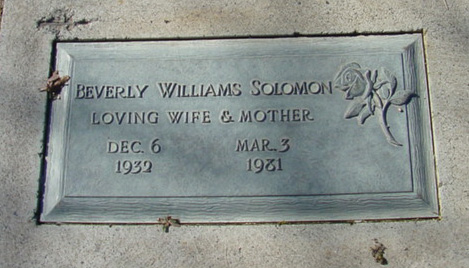 BEVERLY WILLIAMS SOLOMON
LOVING WIFE & MOTHER
DEC. 6 MAR. 3
1932 1981